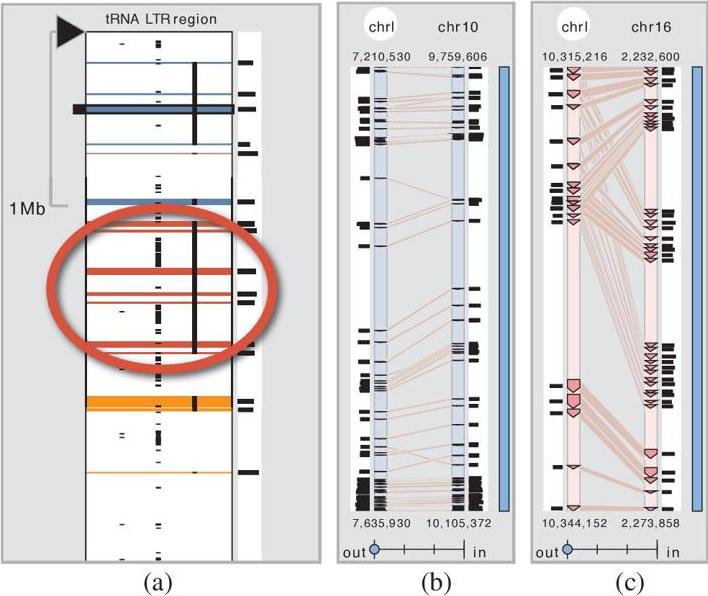 tRNA LTR region
1Mb
(a)
chrI chr10
7,210,530 9,759,606
7,635,930 10,105,372
out in
(b)
chrI chr16
10,315,216 2,232,600
10,344,152 2,273,858
out in
(c)